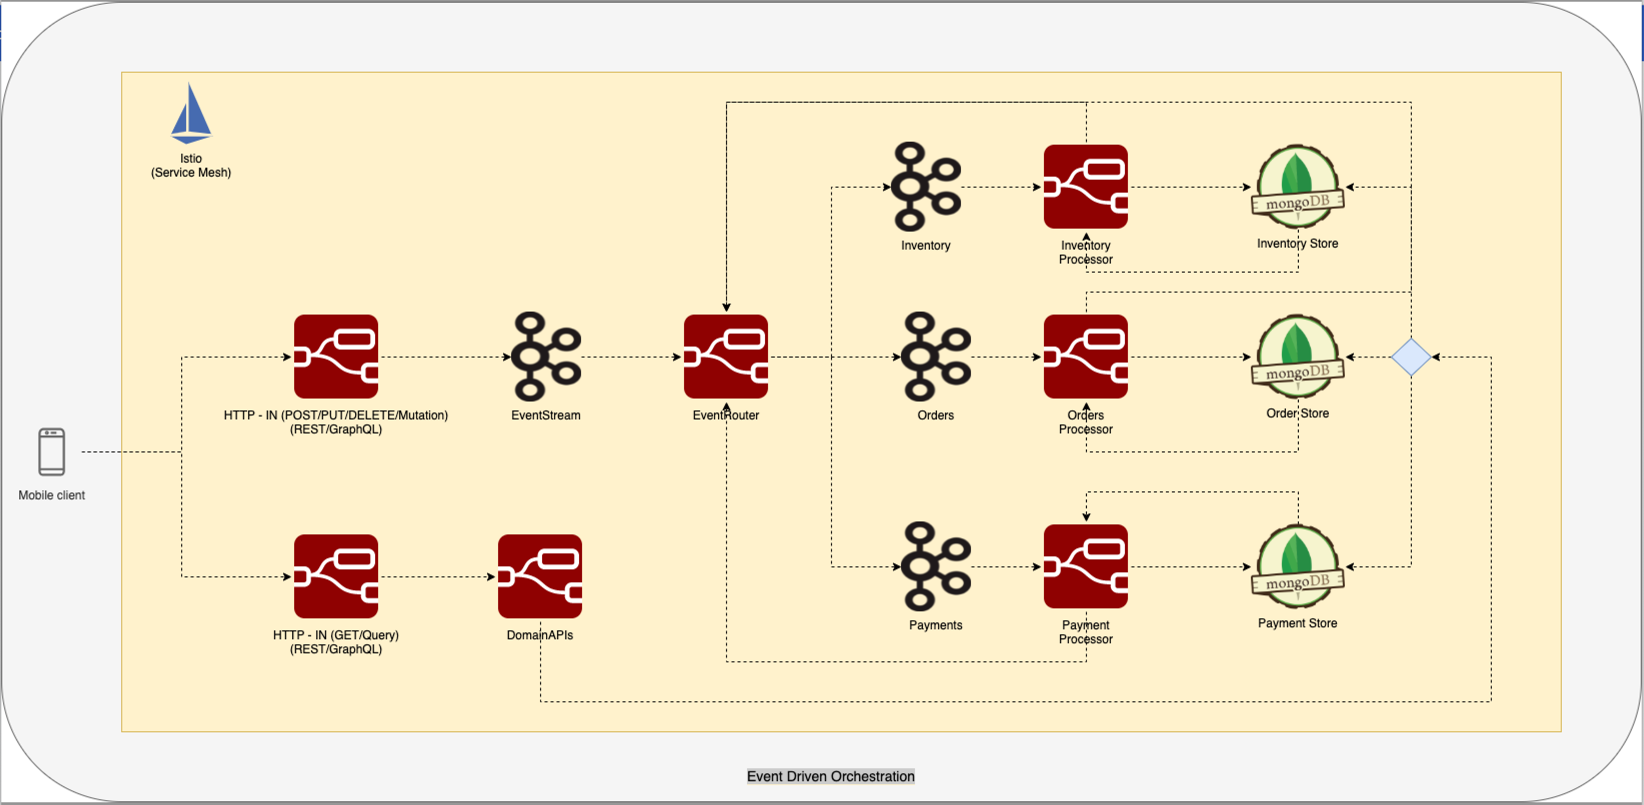 Istio
(Service Mesh)
mongoDB
Inventory
Inventory
Processor
Inventory Store
mongoDB
HTTP - IN (POST/PUT/DELETE/Mutation)
(REST/GraphQL)
EventStream
EventRouter
Orders
Orders
Processor
Order Store
Mobile client
mongoDB
HTTP - IN (GET/Query)
(REST/GraphQL)
DomainAPIs
Payments
Payment
Processor
Payment Store
Event Driven Orchestration